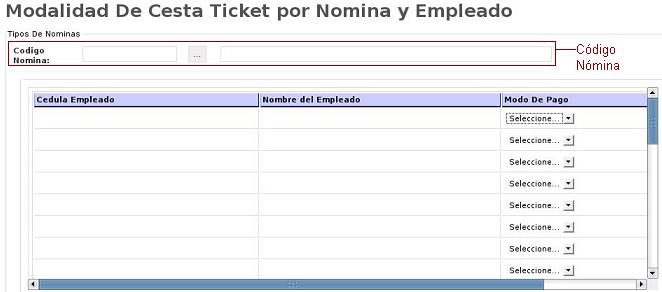 Modalidad De Cesta Ticket por Nomina y Empleado
Tipos De Nominas
Codigo
Nomina:
...
Código
Nómina
Cedula Empleado Nombre del Empleado Modo De Pago
Seleccione...
Seleccione...
Seleccione...
Seleccione...
Seleccione...
Seleccione...
Seleccione...
Seleccione...